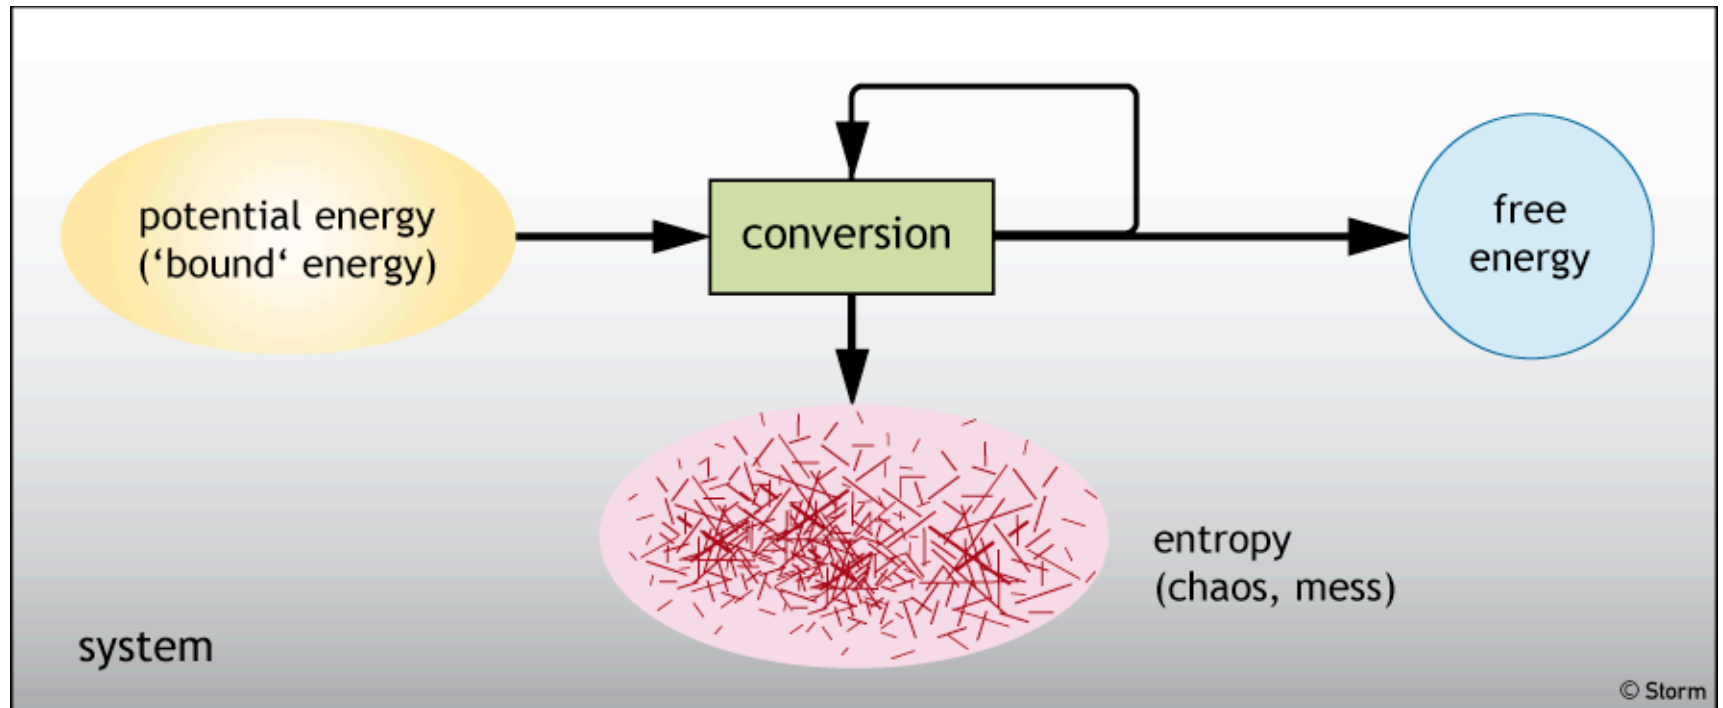 potential energy
(‘bound‘ energy)
conversion
free
energy
entropy
(chaos, mess)
system
© Storm